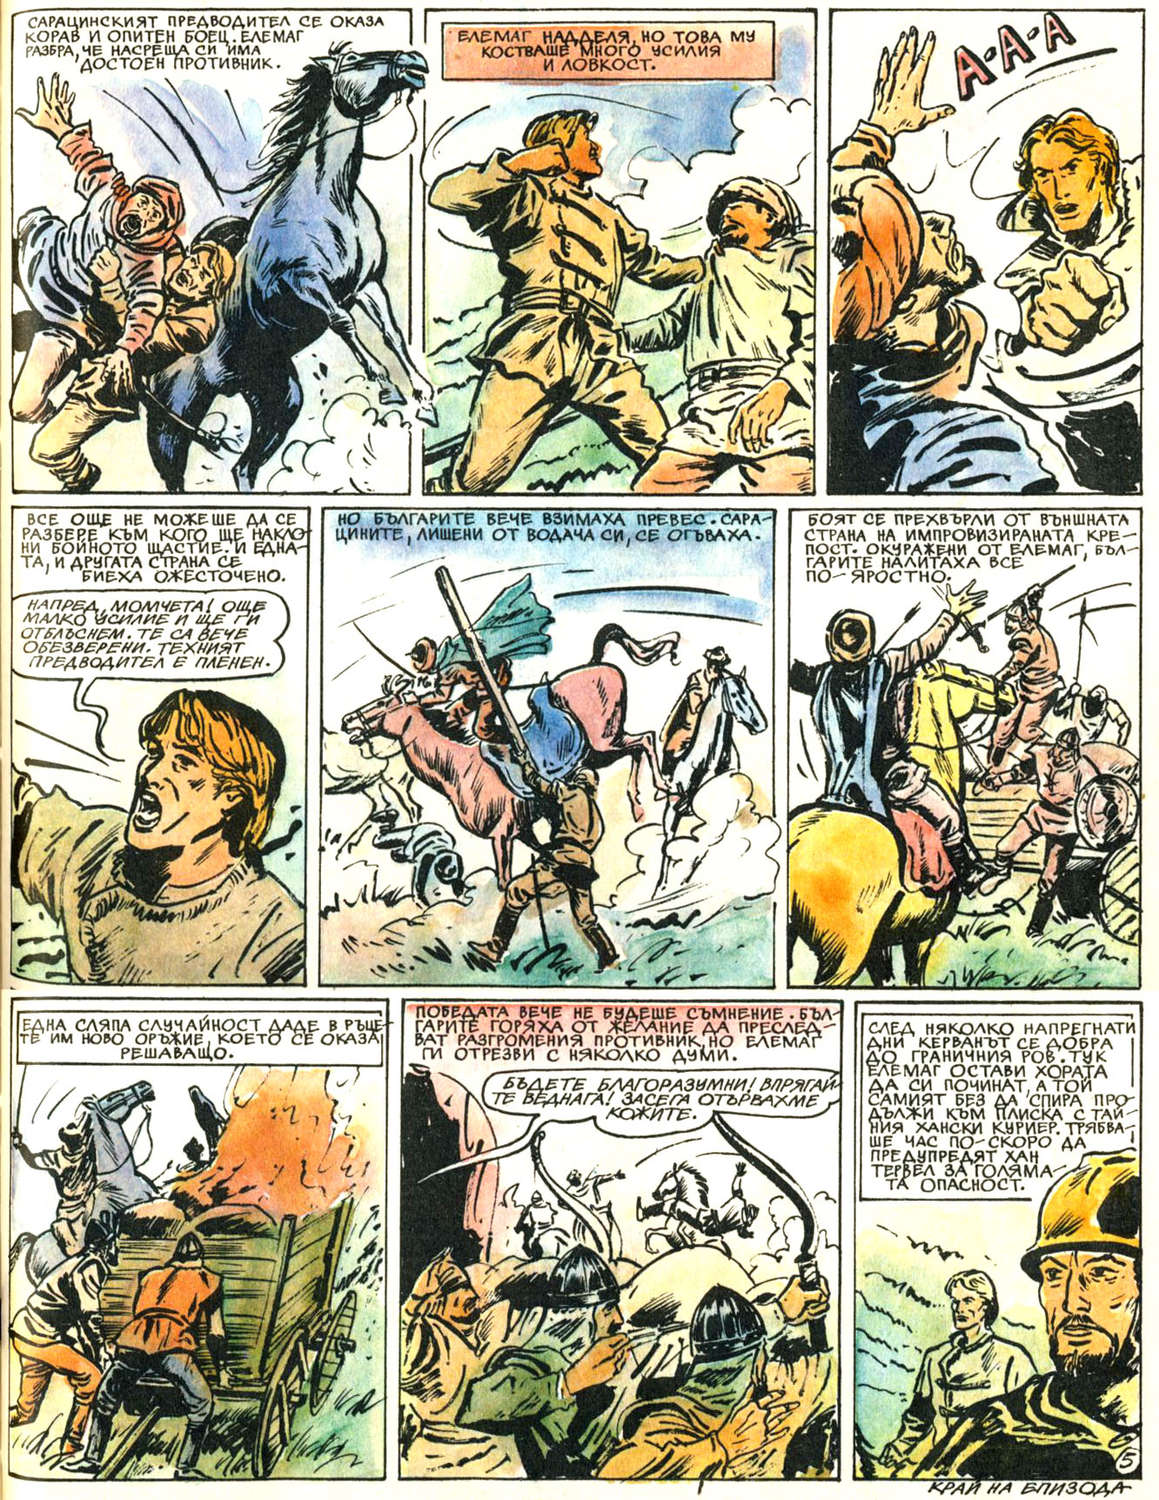 САРАЦИНСКИЯТ ПРЕДВОДИТЕЛ СЕ ОКАЗА
КОРАВ И ОПИТЕН БОЕЦ. ЕЛЕМАГ
РАЗБРА, ЧЕ НАСРЕЩА СИ ИМА
ДОСТОЕН ПРОТИВНИК.
ЕЛЕМАГ НАДДЕЛЯ, НО ТОВА МУ
КОСТВАШЕ МНОГО УСИЛИЯ
И ЛОВКОСТ.
А-А-А
ВСЕ ОЩЕ НЕ МОЖЕШЕ ДА СЕ
РАЗБЕРЕ КЪМ КОГО ЩЕ НАКЛО-
НИ БОЙНОТО ЩАСТИЕ. И ЕДНА-
ТА, И ДРУГАТА СТРАНА СЕ
БИЕХА ОЖЕСТОЧЕНО.
НАПРЕД, МОМЧЕТА! ОЩЕ
МАЛКО УСИЛИЕ И ЩЕ ГИ
ОТБЛЪСНЕМ. ТЕ СА ВЕЧЕ
ОБЕЗВЕРЕНИ. ТЕХНИЯТ
ПРЕДВОДИТЕЛ Е ПЛЕНЕН.
НО БЪЛГАРИТЕ ВЕЧЕ ВЗИМАХА ПРЕВЕС. САРА-
ЦИНИТЕ, ЛИШЕНИ ОТ ВОДАЧА СИ, СЕ ОГЪВАХА.
БОЯТ СЕ ПРЕХВЪРЛИ ОТ ВЪНШНАТА
СТРАНА НА ИМПРОВИЗИРАНАТА КРЕ-
ПОСТ. ОКУРАЖЕНИ ОТ ЕЛЕМАГ, БЪЛ-
ГАРИТЕ НАЛИТАХА ВСЕ
ПО-ЯРОСТНО.
ЕДНА СЛЯПА СЛУЧАЙНОСТ ДАДЕ В РЪЦЕ-
ТЕ ИМ НОВО ОРЪЖИЕ, КОЕТО СЕ ОКАЗА
РЕШАВАЩО.
ПОБЕДАТА ВЕЧЕ НЕ БУДЕШЕ СЪМНЕНИЕ. БЪЛ-
ГАРИТЕ ГОРЯХА ОТ ЖЕЛАНИЕ ДА ПРЕСЛЕД-
ВАТ РАЗГРОМЕНИЯ ПРОТИВНИК, НО ЕЛЕМАГ
ГИ ОТРЕЗВИ С НЯКОЛКО ДУМИ.
БЪДЕТЕ БЛАГОРАЗУМНИ! ВПРЯГАЙ-
ТЕ ВЕДНАГА! ЗАСЕГА ОТЪРВАХМЕ
КОЖИТЕ.
СЛЕД НЯКОЛКО НАПРЕГНАТИ
ДНИ КЕРВАНЪТ СЕ ДОБРА
ДО ГРАНИЧНИЯ РОВ. ТУК
ЕЛЕМАГ ОСТАВИ ХОРАТА
ДА СИ ПОЧИНАТ, А ТОЙ
САМИЯТ БЕЗ ДА СПИРА ПРО-
ДЪЛЖИ КЪМ ПЛИСКА С ТАЙ-
НИЯ ХАНСКИ КУРИЕР. ТРЯБВА-
ШЕ ЧАС ПО-СКОРО ДА
ПРЕДУПРЕДЯТ ХАН
ТЕРВЕЛ ЗА ГОЛЯМА-
ТА ОПАСНОСТ.
5
КРАЙ НА ЕПИЗОДА